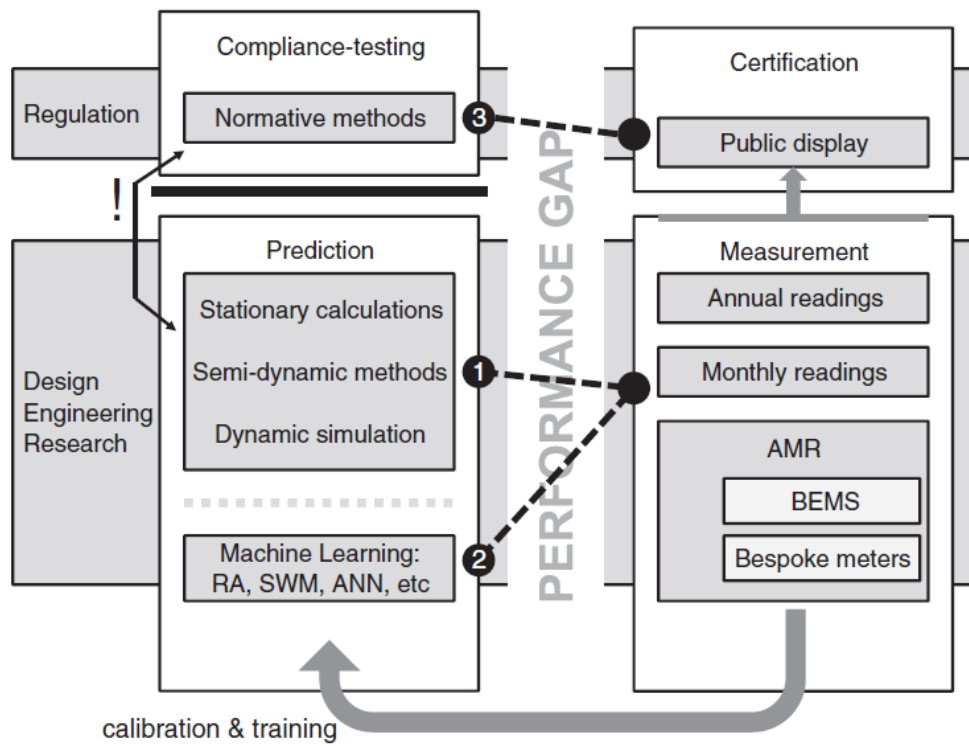 Compliance-testing
Certification
Regulation
Normative methods
3
Public display
!
PERFORMANCE GAP
Prediction
Measurement
Stationary calculations
Annual readings
Semi-dynamic methods
1
Monthly readings
Design
Engineering
Research
Dynamic simulation
AMR
BEMS
Bespoke meters
Machine Learning:
RA, SWM, ANN, etc
2
calibration & training